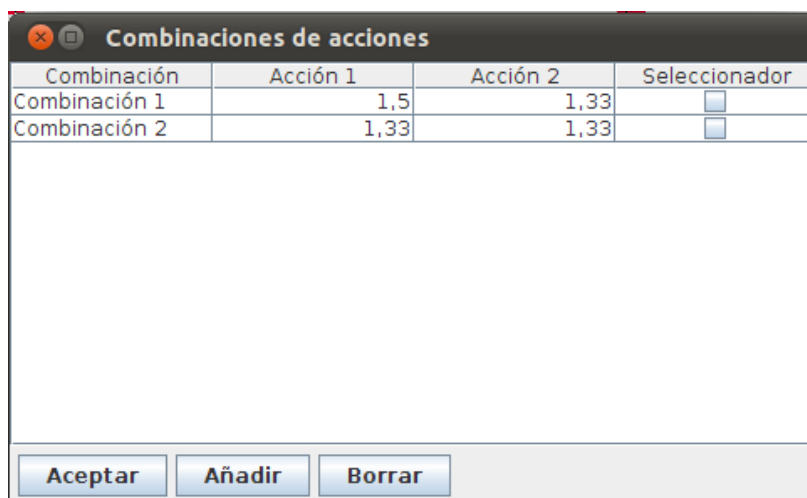 Combinaciones de acciones
Combinación Acción 1 Acción 2 Seleccionador
Combinación 1 1,5 1,33
Combinación 2 1,33 1,33
Aceptar Añadir Borrar